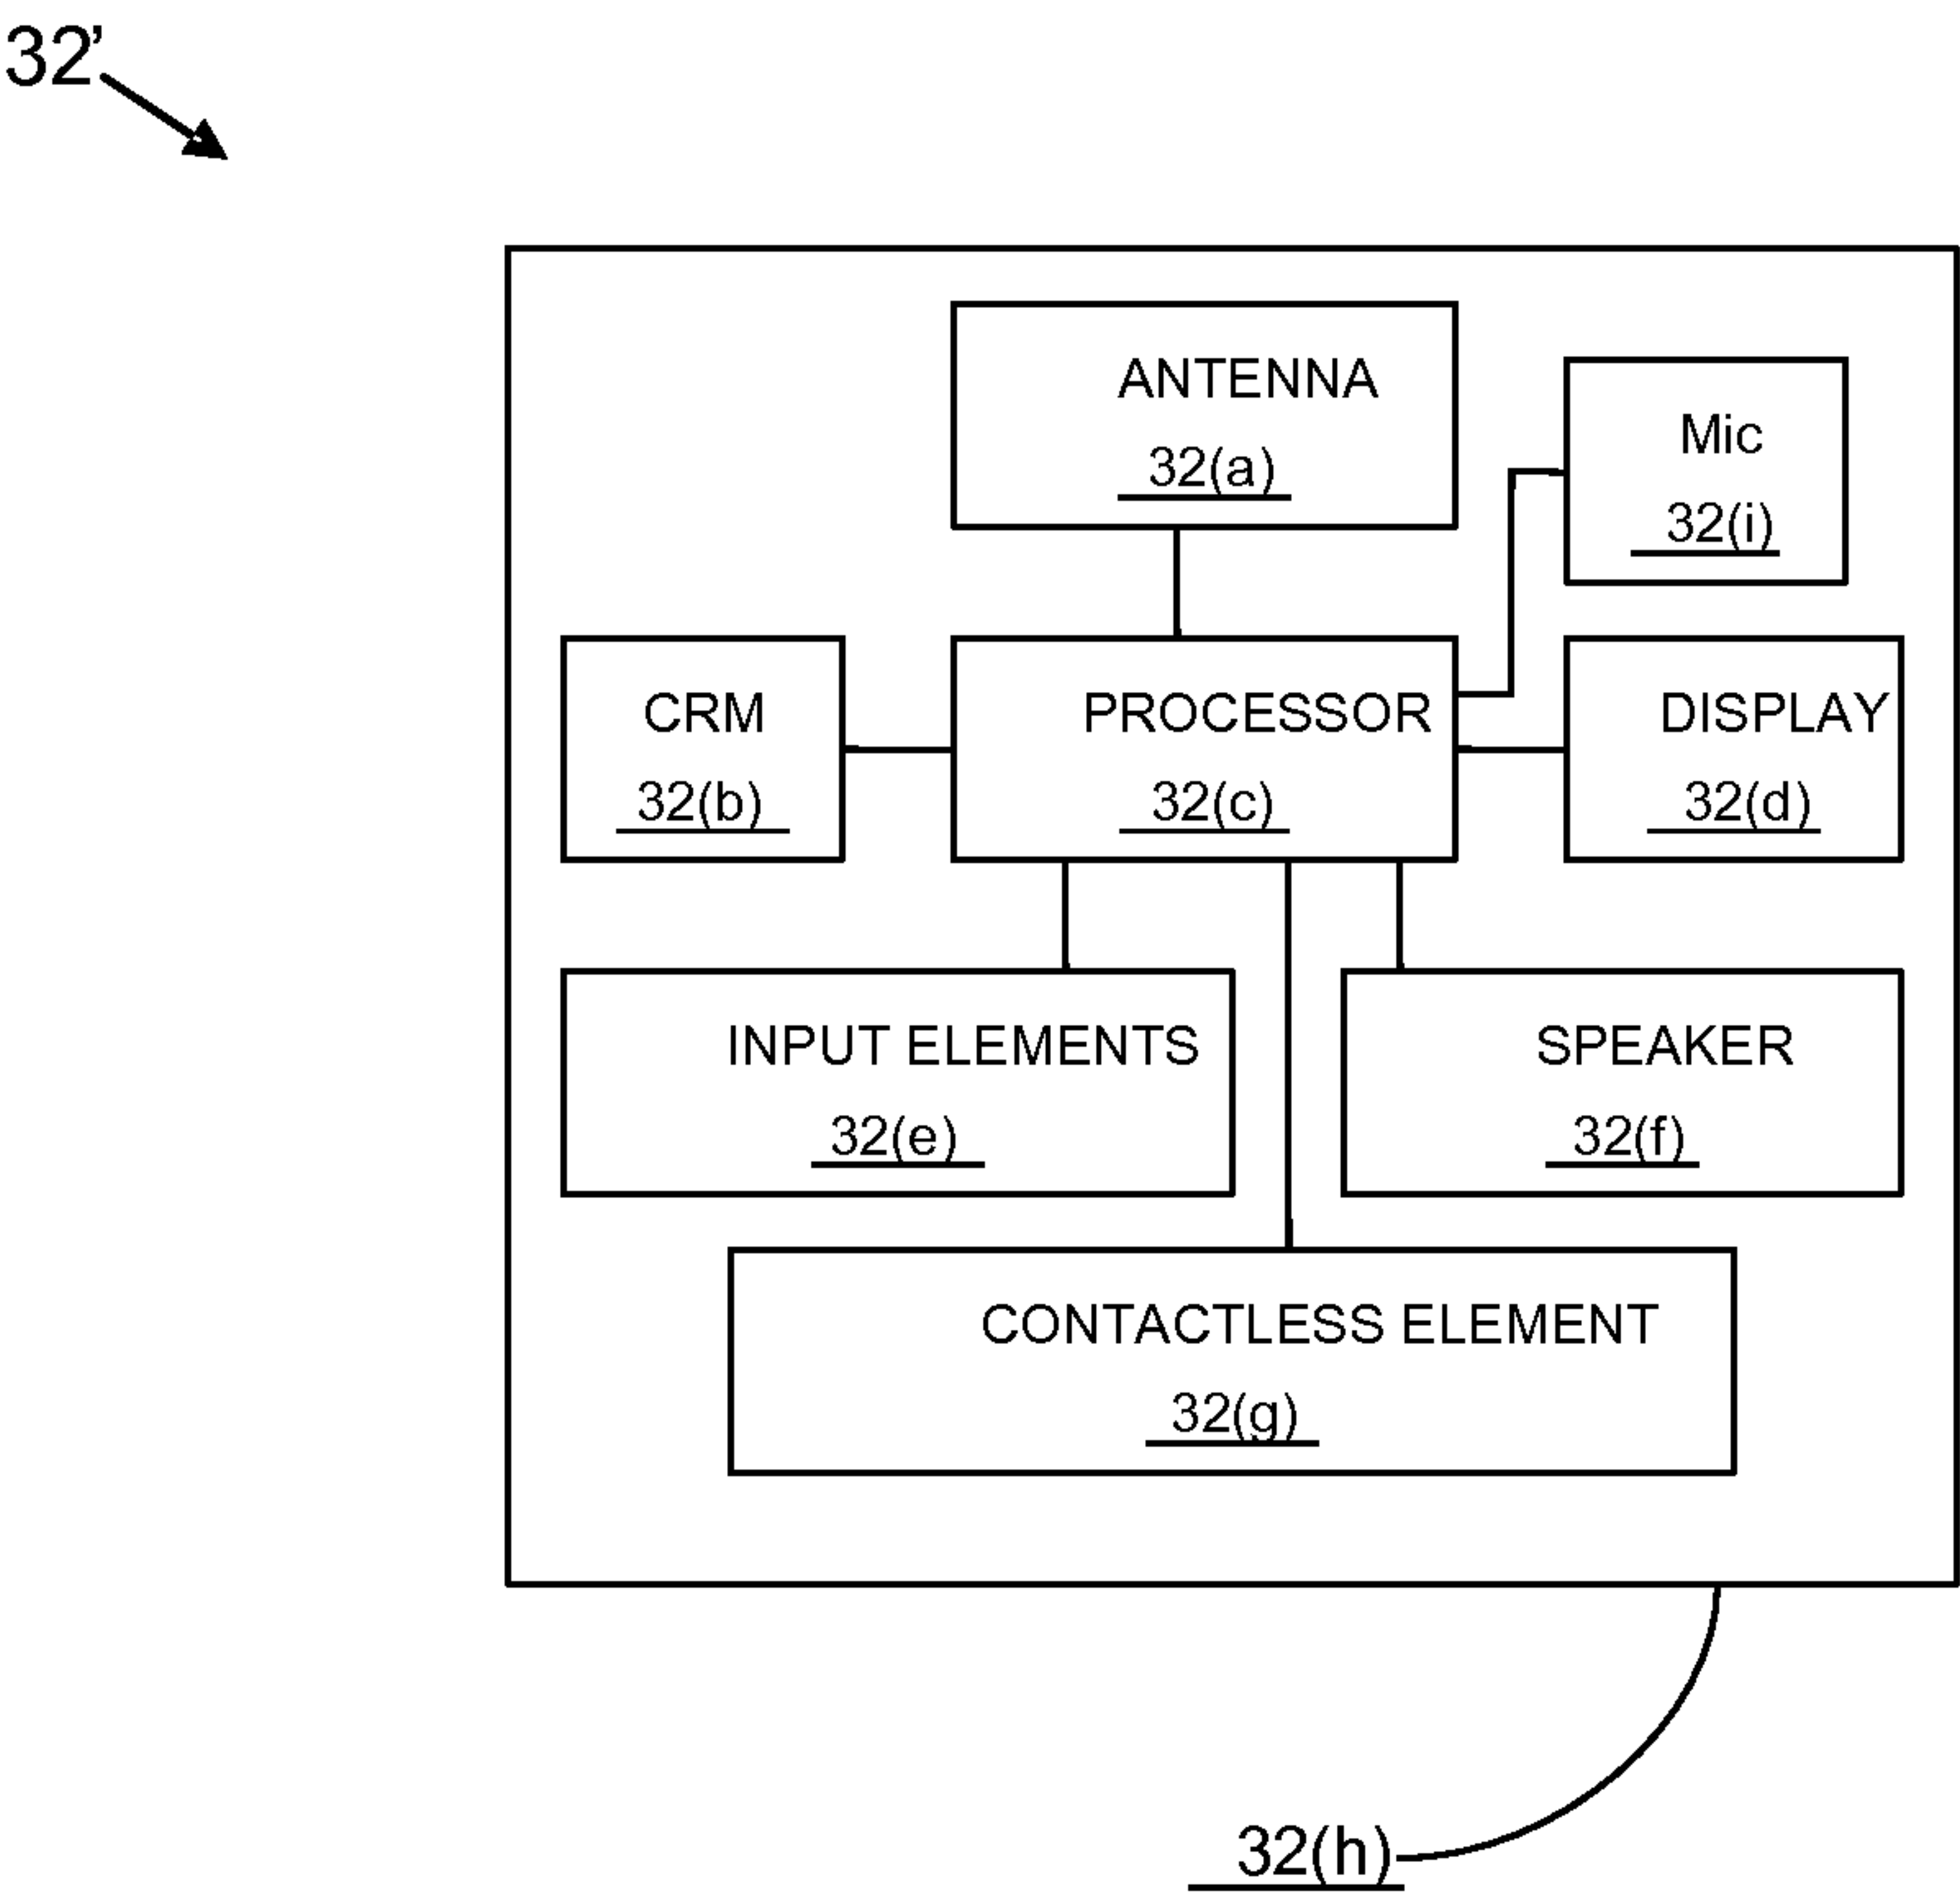 32’
ANTENNA
32(a)
Mic
32(i)
CRM
32(b)
PROCESSOR
32(c)
DISPLAY
32(d)
INPUT ELEMENTS
32(e)
SPEAKER
32(f)
CONTACTLESS ELEMENT
32(g)
32(h)